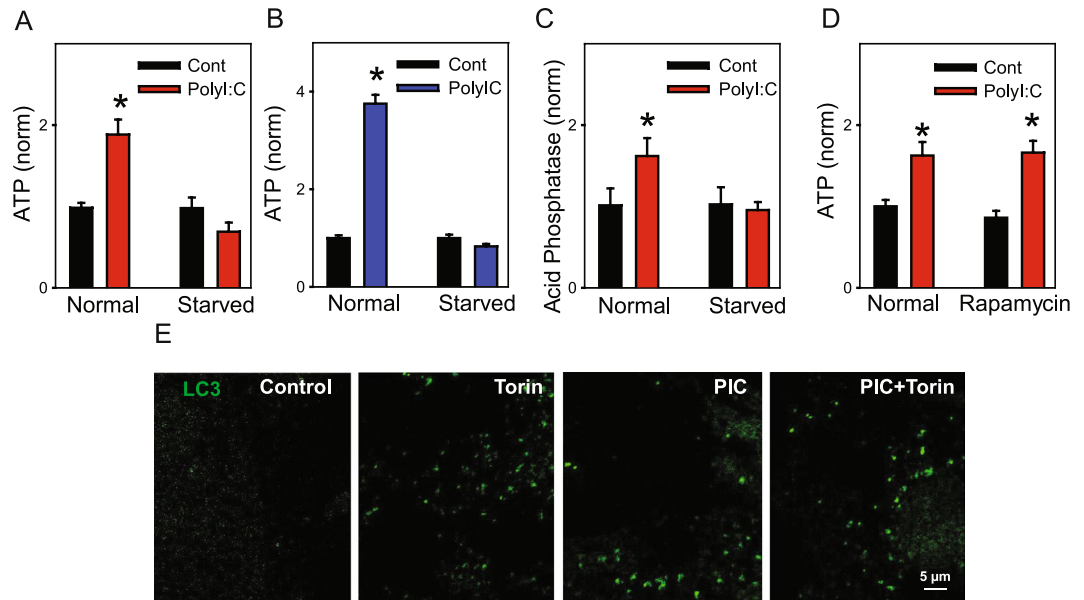 A
ATP (norm)
2
0
Cont
PolyI:C
*
Normal
Starved
B
ATP (norm)
4
2
0
Cont
PolyIC
*
Normal
Starved
C
Acid Phosphatase (norm)
2
0
Cont
PolyI:C
*
Normal
Starved
D
ATP (norm)
2
0
Cont
PolyI:C
*
*
Normal
Rapamycin
E
LC3
Control
Torin
PIC
PIC+Torin
5 µm